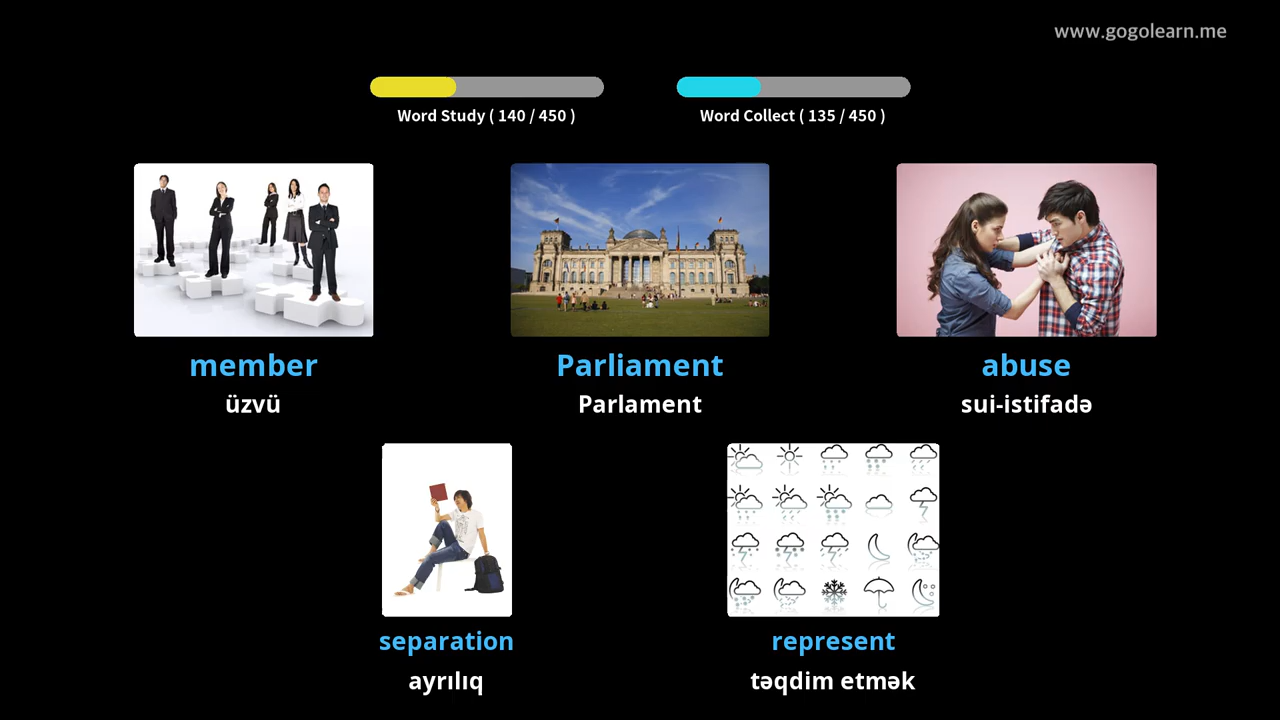 www.gogolearn.me
Word Study ( 140 / 450 )
Word Collect ( 135 / 450 )
member
üzvü
Parliament
Parlament
abuse
sui-istifadə
separation
ayrılıq
represent
təqdim etmək